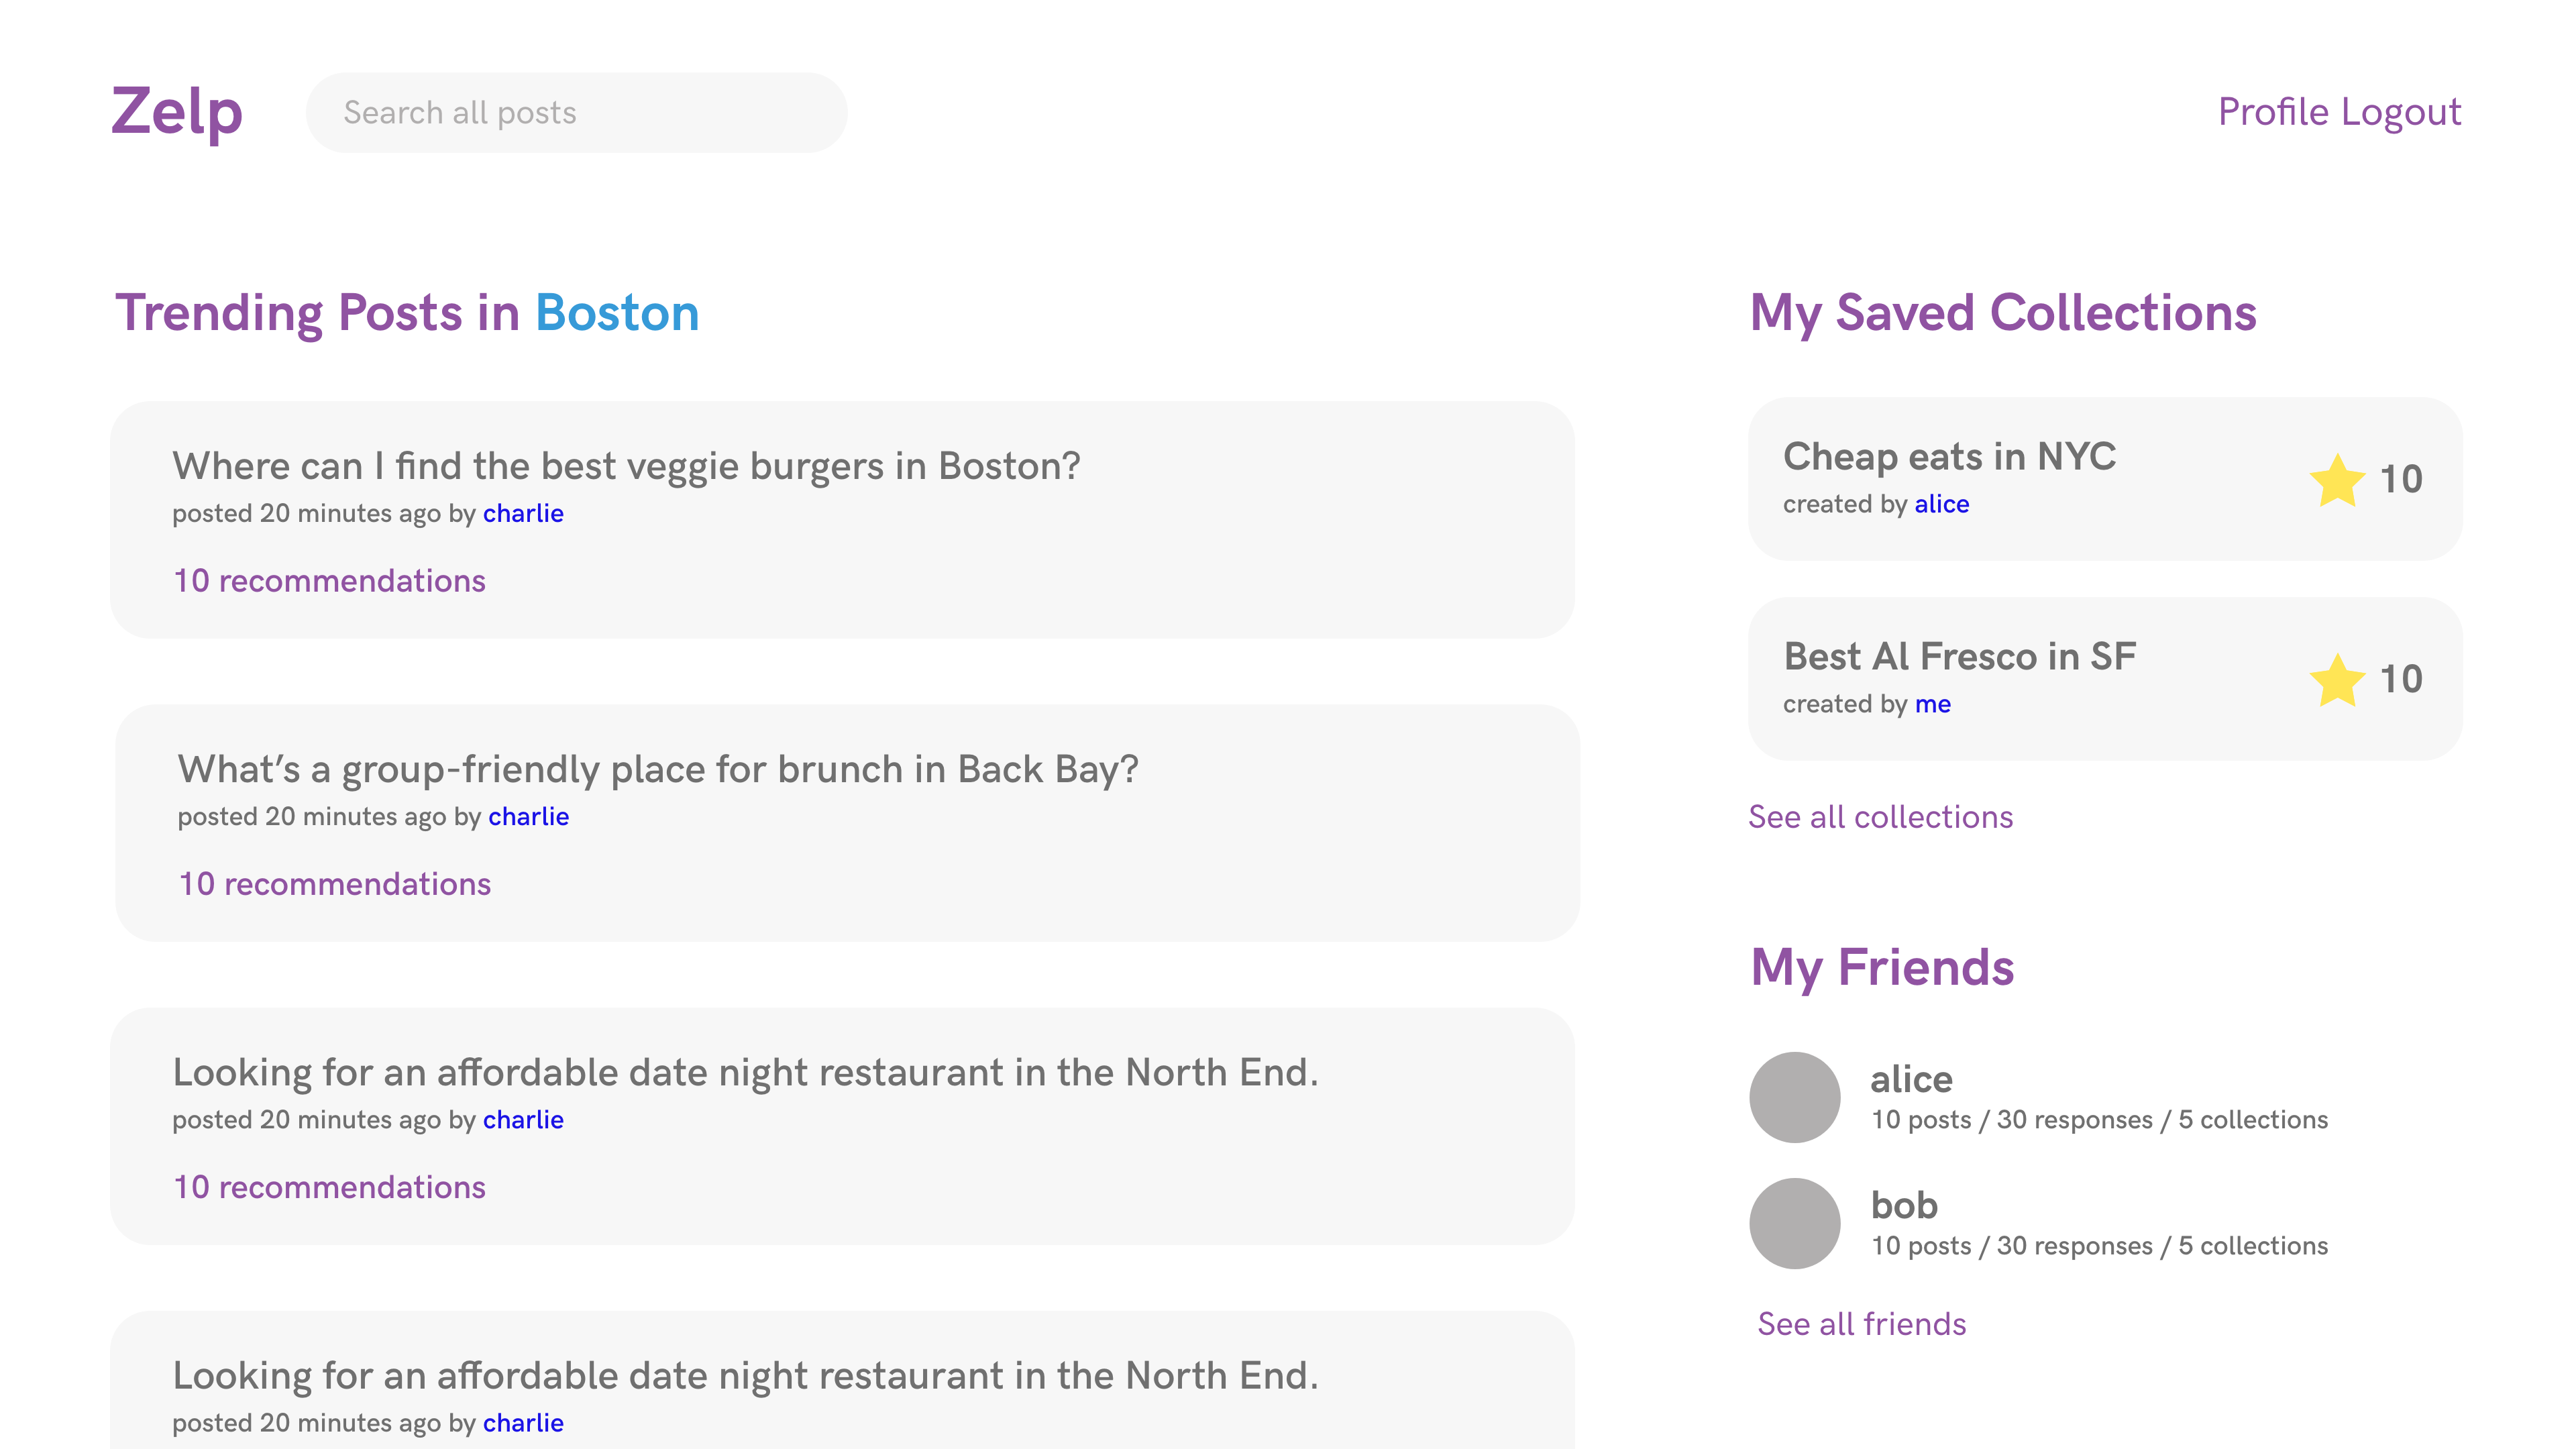 Zelp
Search all posts
Profile Logout
Trending Posts in Boston
Where can I find the best veggie burgers in Boston?
posted 20 minutes ago by charlie
10 recommendations
What’s a group-friendly place for brunch in Back Bay?
posted 20 minutes ago by charlie
10 recommendations
Looking for an affordable date night restaurant in the North End.
posted 20 minutes ago by charlie
10 recommendations
Looking for an affordable date night restaurant in the North End.
posted 20 minutes ago by charlie
My Saved Collections
Cheap eats in NYC
created by alice
10
Best Al Fresco in SF
created by me
10
See all collections
My Friends
alice
10 posts / 30 responses / 5 collections
bob
10 posts / 30 responses / 5 collections
See all friends